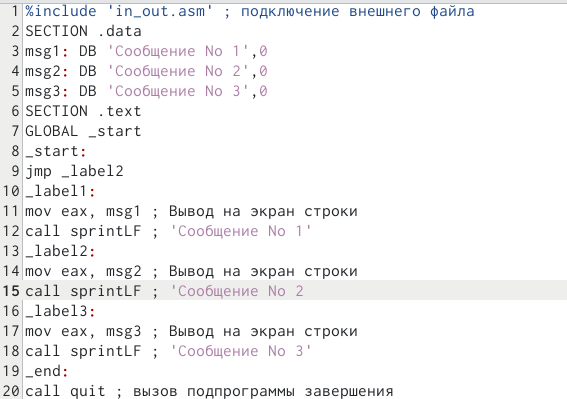 1 %include 'in_out.asm' ; подключение внешнего файла
2 SECTION .data
3 msg1: DB 'Сообщение No 1',0
4 msg2: DB 'Сообщение No 2',0
5 msg3: DB 'Сообщение No 3',0
6 SECTION .text
7 GLOBAL _start
8 _start:
9 jmp _label2
10 _label1:
11 mov eax, msg1 ; Вывод на экран строки
12 call sprintLF ; 'Сообщение No 1'
13 _label2:
14 mov eax, msg2 ; Вывод на экран строки
15 call sprintLF ; 'Сообщение No 2
16 _label3:
17 mov eax, msg3 ; Вывод на экран строки
18 call sprintLF ; 'Сообщение No 3'
19 _end:
20 call quit ; вызов подпрограммы завершения